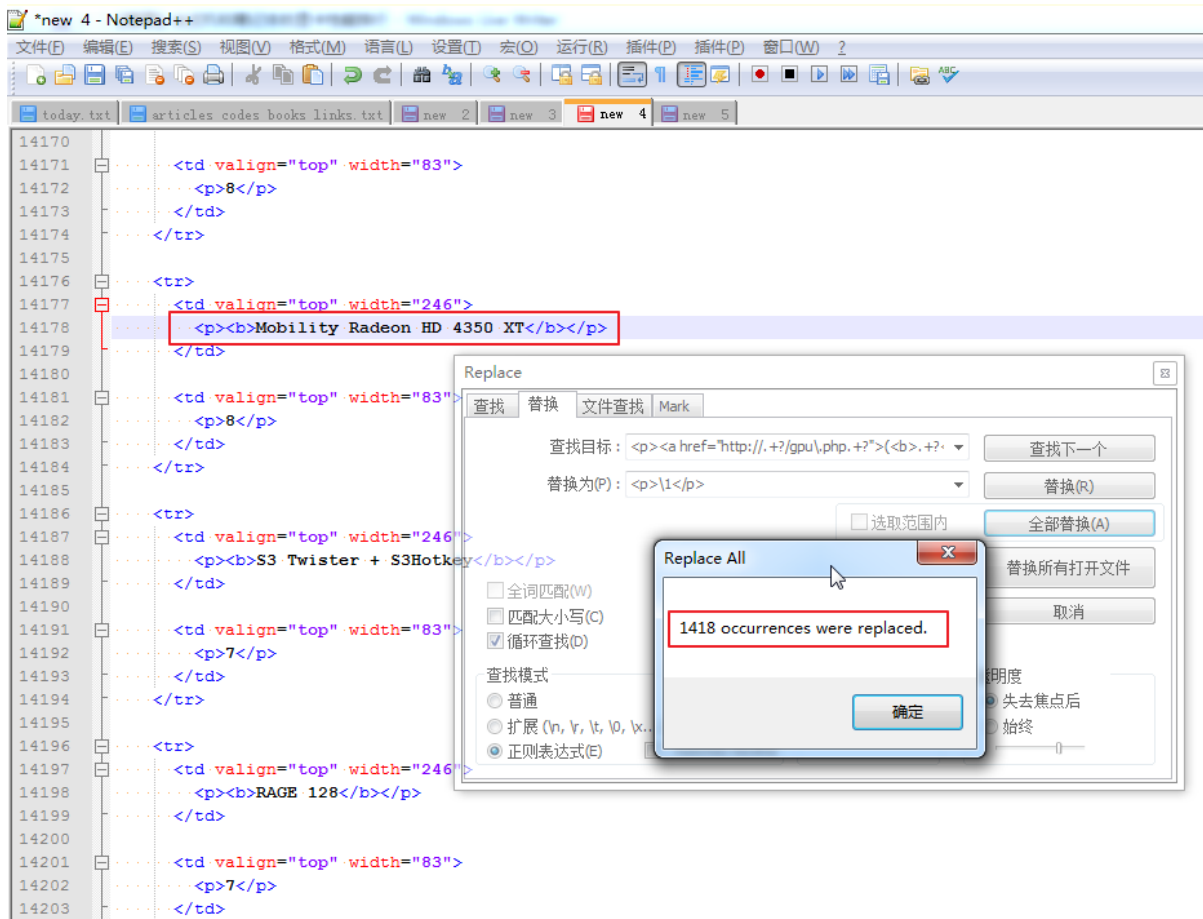 *new 4 - Notepad++
文件(F) 编辑(E) 搜索(S) 视图(V) 格式(M) 语言(L) 设置(T) 宏(O) 运行(R) 插件(P) 插件(P) 窗口(W) ?
ABC
today.txt articles codes books links.txt new 2 new 3 new 4 new 5
14170
14171 <td valign="top" width="83">
14172 <p>8</p>
14173 </td>
14174 </tr>
14175
14176 <tr>
14177 <td valign="top" width="246">
14178 <p><b>Mobility Radeon HD 4350 XT</b></p>
14179 </td>
14180
14181 <td valign="top" width="83">
14182 <p>8</p>
14183 </td>
14184 </tr>
14185
14186 <tr>
14187 <td valign="top" width="246">
14188 <p><b>S3 Twister + S3Hotkey</b></p>
14189 </td>
14190
14191 <td valign="top" width="83">
14192 <p>7</p>
14193 </td>
14194 </tr>
14195
14196 <tr>
14197 <td valign="top" width="246">
14198 <p><b>RAGE 128</b></p>
14199 </td>
14200
14201 <td valign="top" width="83">
14202 <p>7</p>
14203 </td>
Replace
查找 替换 文件查找 Mark
查找目标: <p><a href="http://.+?/gpu\.php.+?">(<b>.+?< 查找下一个
替换为(P): <p>\1</p> 替换(R)
选取范围内 全部替换(A)
替换所有打开文件
全词匹配(W)
匹配大小写(C) 取消
循环查找(D)
查找模式 明度
普通 失去焦点后
扩展 (\n, \r, \t, \0, \x.. 始终
正则表达式(E)
Replace All
1418 occurrences were replaced.
确定